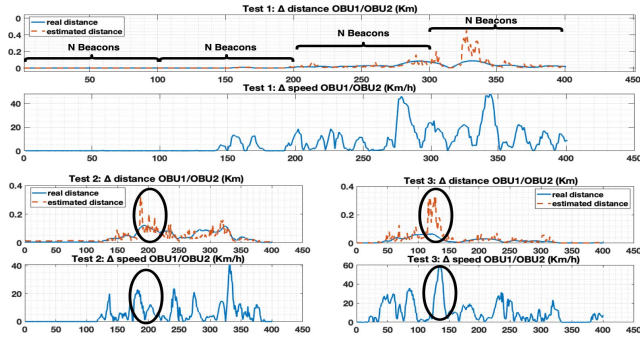 Test 1: Δ distance OBU1/OBU2 (Km)
real distance
estimated distance
N Beacons
N Beacons
N Beacons
N Beacons
0.6
0.4
0.2
0
50 100 150 200 250 300 350 400 450
Test 1: Δ speed OBU1/OBU2 (Km/h)
40
20
0
0 50 100 150 200 250 300 350 400 450
Test 2: Δ distance OBU1/OBU2 (Km)
real distance
estimated distance
0.4
0.2
0
0 50 100 150 200 250 300 350 400 450
Test 2: Δ speed OBU1/OBU2 (Km/h)
40
20
0
0 50 100 150 200 250 300 350 400 450
Test 3: Δ distance OBU1/OBU2 (Km)
real distance
estimated distance
0.4
0.2
0
0 50 100 150 200 250 300 350 400 450
Test 3: Δ speed OBU1/OBU2 (Km/h)
60
40
20
0
0 50 100 150 200 250 300 350 400 450